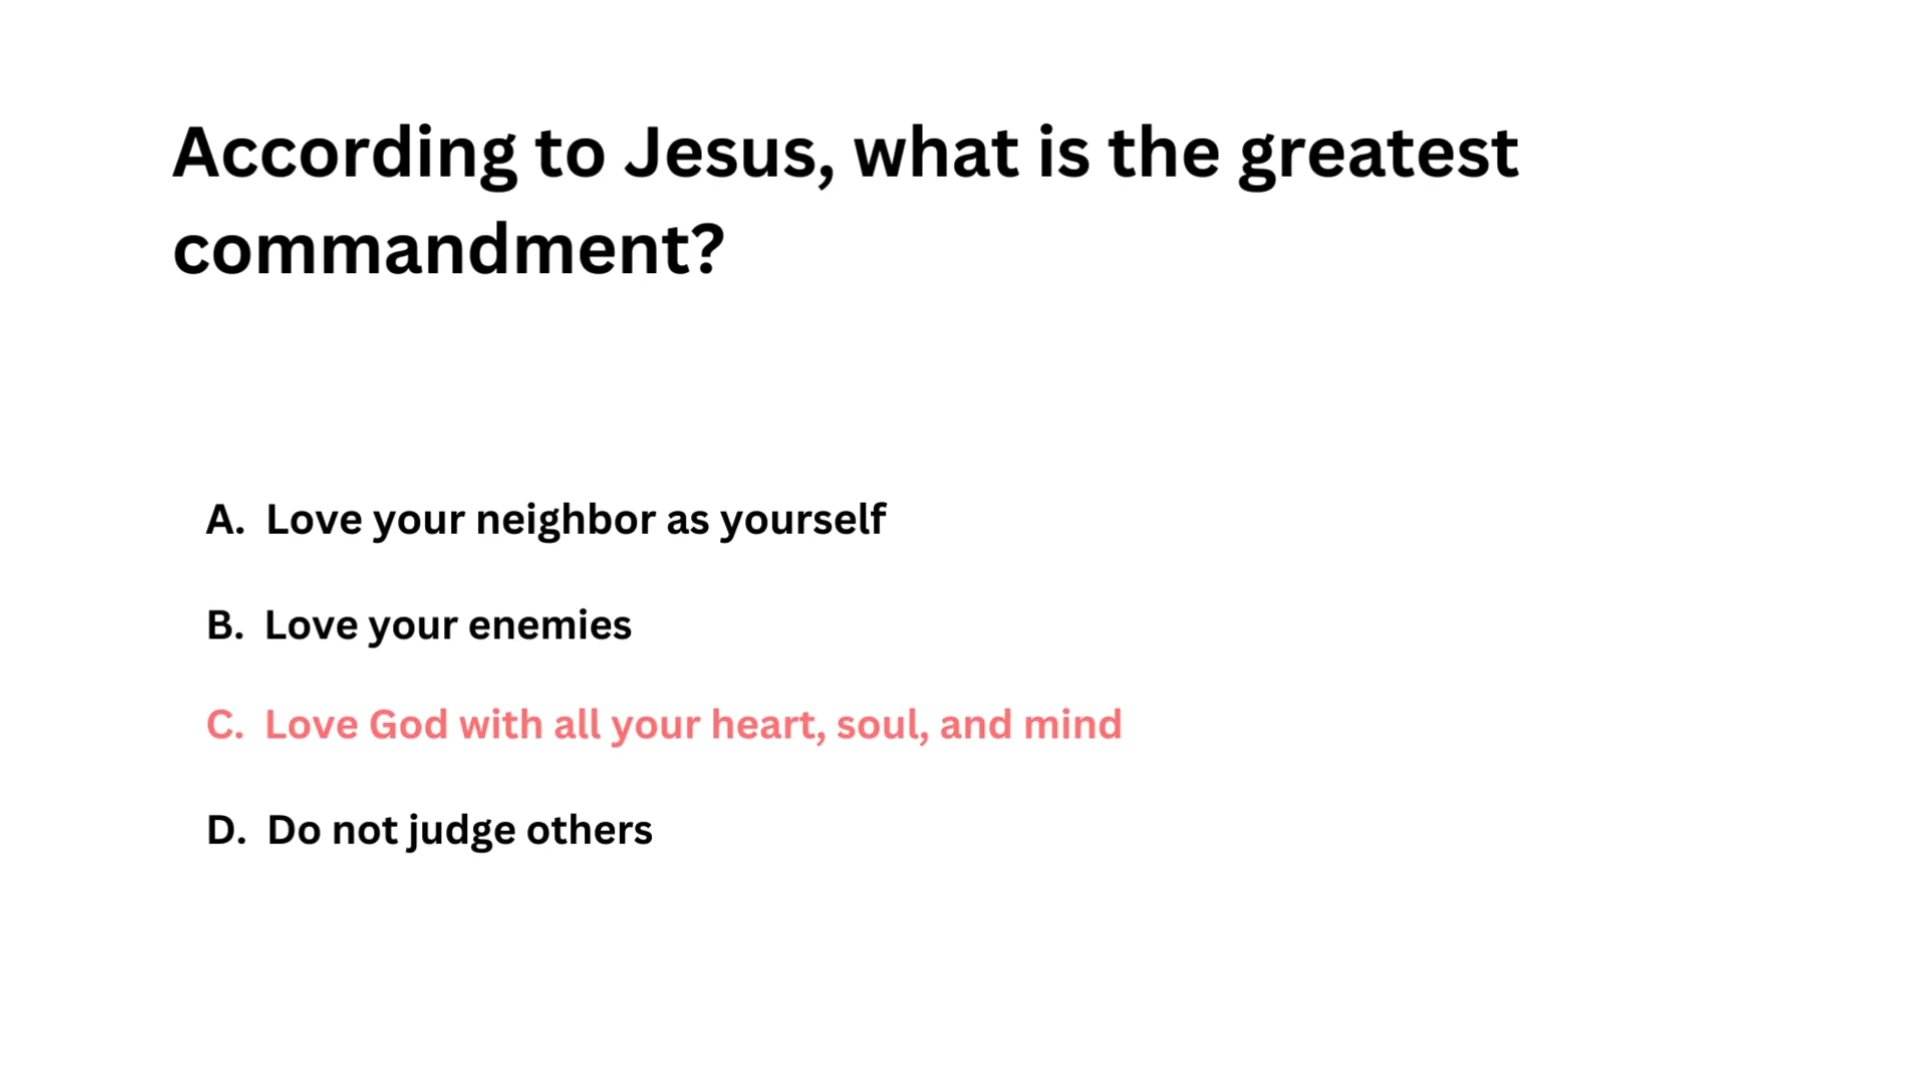 According to Jesus, what is the greatest
commandment?
A. Love your neighbor as yourself
B. Love your enemies
C. Love God with all your heart, soul, and mind
D. Do not judge others